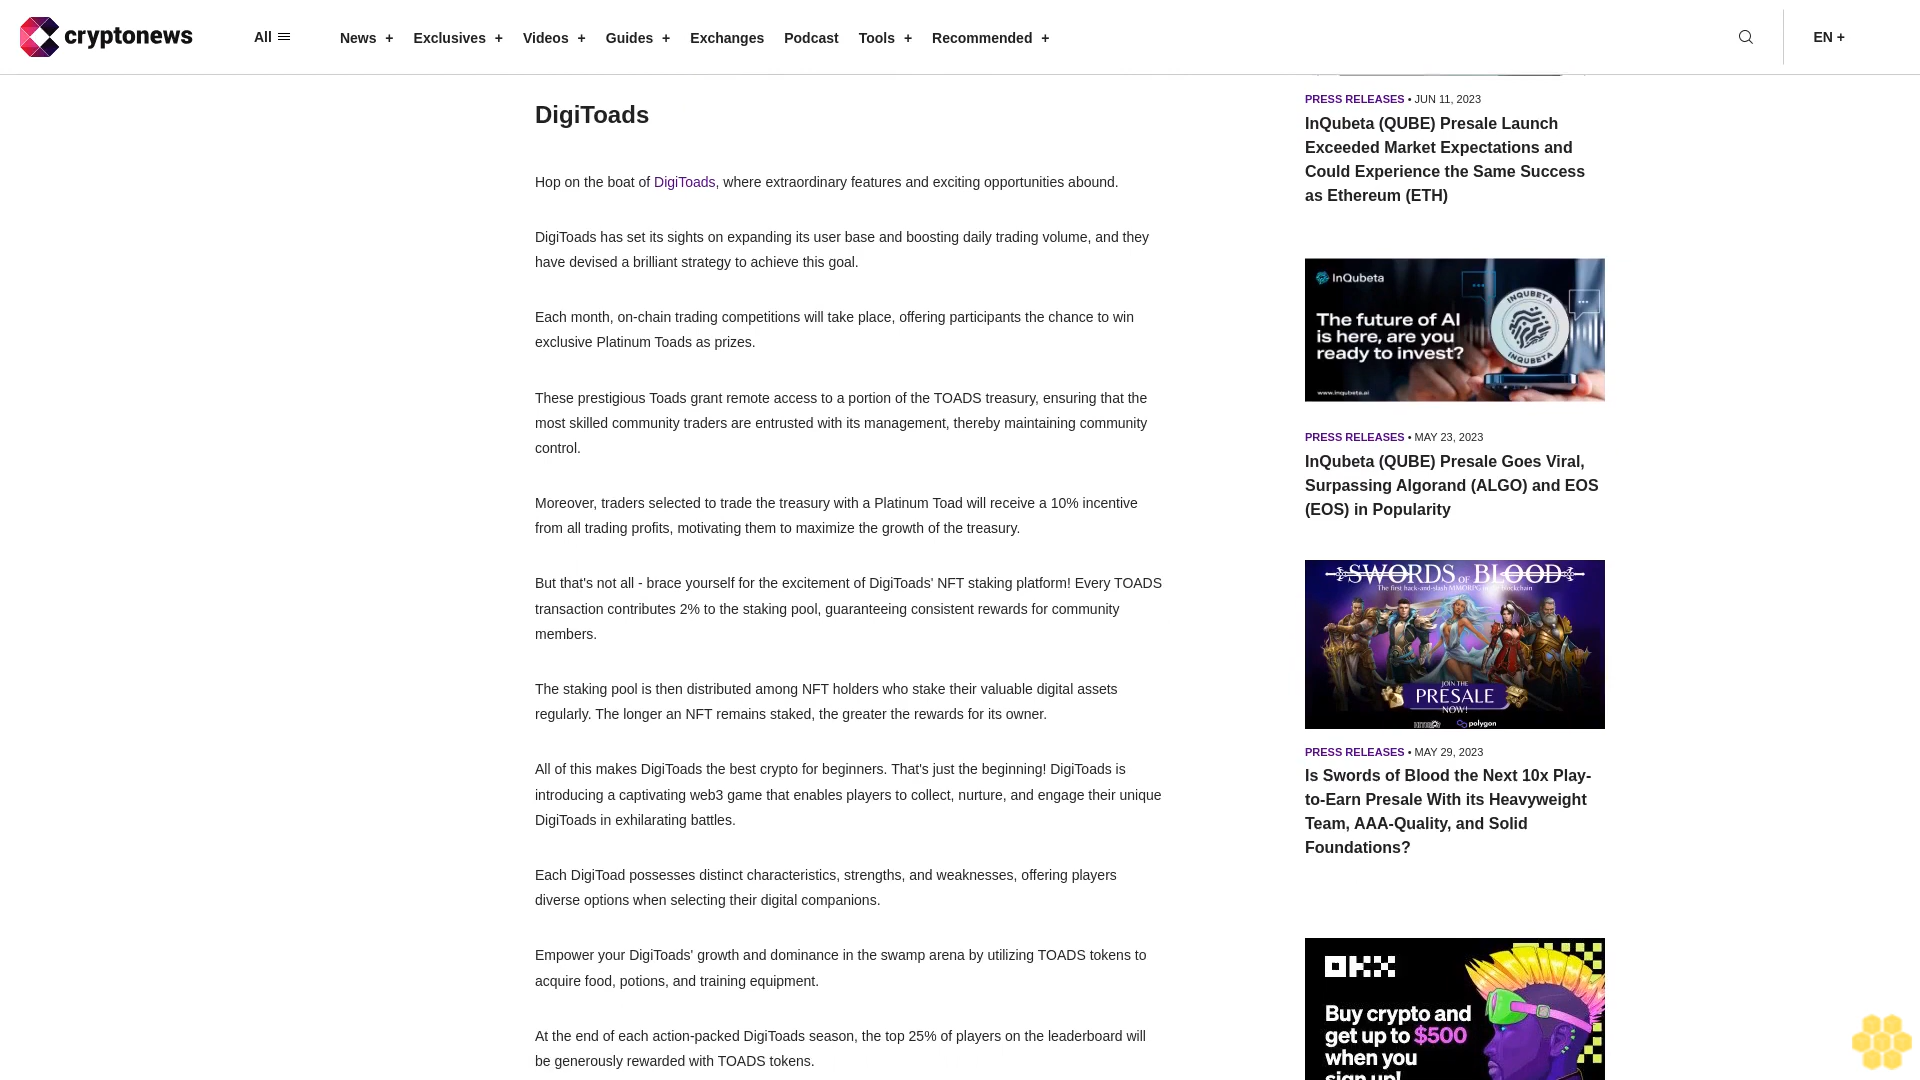 cryptonews
All
News +
Exclusives +
Videos +
Guides +
Exchanges
Podcast
Tools +
Recommended +
EN +
DigiToads
Hop on the boat of DigiToads, where extraordinary features and exciting opportunities abound.
DigiToads has set its sights on expanding its user base and boosting daily trading volume, and they
have devised a brilliant strategy to achieve this goal.
Each month, on-chain trading competitions will take place, offering participants the chance to win
exclusive Platinum Toads as prizes.
These prestigious Toads grant remote access to a portion of the TOADS treasury, ensuring that the
most skilled community traders are entrusted with its management, thereby maintaining community
control.
Moreover, traders selected to trade the treasury with a Platinum Toad will receive a 10% incentive
from all trading profits, motivating them to maximize the growth of the treasury.
But that's not all - brace yourself for the excitement of DigiToads' NFT staking platform! Every TOADS
transaction contributes 2% to the staking pool, guaranteeing consistent rewards for community
members.
The staking pool is then distributed among NFT holders who stake their valuable digital assets
regularly. The longer an NFT remains staked, the greater the rewards for its owner.
All of this makes DigiToads the best crypto for beginners. That's just the beginning! DigiToads is
introducing a captivating web3 game that enables players to collect, nurture, and engage their unique
DigiToads in exhilarating battles.
Each DigiToad possesses distinct characteristics, strengths, and weaknesses, offering players
diverse options when selecting their digital companions.
Empower your DigiToads' growth and dominance in the swamp arena by utilizing TOADS tokens to
acquire food, potions, and training equipment.
At the end of each action-packed DigiToads season, the top 25% of players on the leaderboard will
be generously rewarded with TOADS tokens.
PRESS RELEASES • JUN 11, 2023
InQubeta (QUBE) Presale Launch
Exceeded Market Expectations and
Could Experience the Same Success
as Ethereum (ETH)
InQubeta
The future of AI
is here, are you
ready to invest?
www.inqubeta.ai
INQUBETA
INQUBETA
PRESS RELEASES • MAY 23, 2023
InQubeta (QUBE) Presale Goes Viral,
Surpassing Algorand (ALGO) and EOS
(EOS) in Popularity
SWORDS OF BLOOD
The first hack-and-slash MMORPG on the blockchain
JOIN THE
PRESALE
NOW!
polygon
PRESS RELEASES • MAY 29, 2023
Is Swords of Blood the Next 10x Play-
to-Earn Presale With its Heavyweight
Team, AAA-Quality, and Solid
Foundations?
OKX
Buy crypto and
get up to $500
when you
sign up!